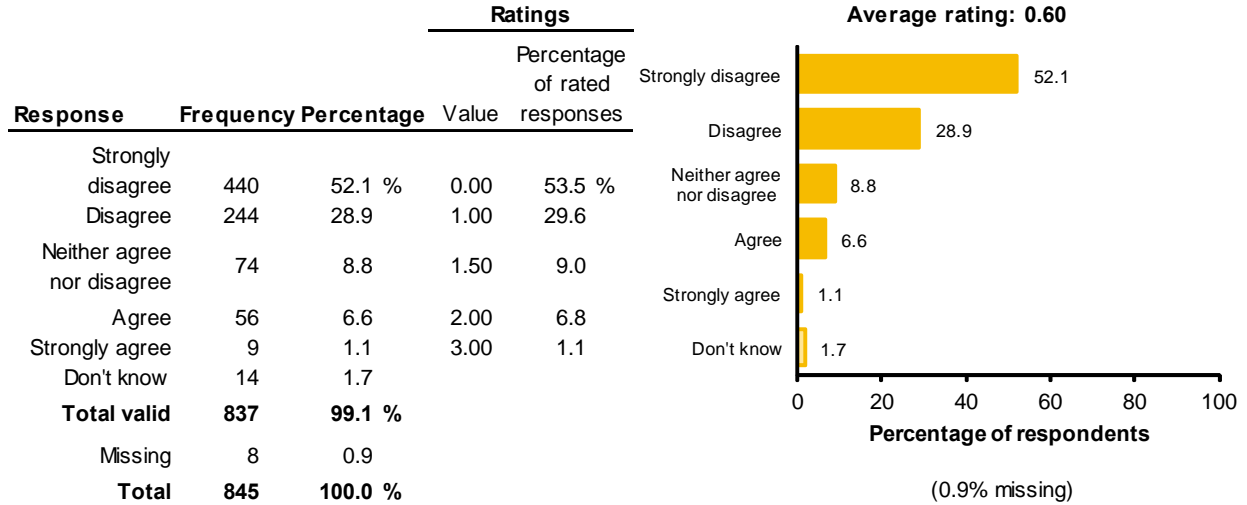 Ratings
Response Frequency Percentage Value Percentage of rated responses
Strongly disagree 440 52.1 % 0.00 53.5 %
Disagree 244 28.9 1.00 29.6
Neither agree nor disagree 74 8.8 1.50 9.0
Agree 56 6.6 2.00 6.8
Strongly agree 9 1.1 3.00 1.1
Don't know 14 1.7
Total valid 837 99.1 %
Missing 8 0.9
Total 845 100.0 %
Average rating: 0.60
Strongly disagree 52.1
Disagree 28.9
Neither agree
nor disagree 8.8
Agree 6.6
Strongly agree 1.1
Don't know 1.7
0 20 40 60 80 100
Percentage of respondents
(0.9% missing)